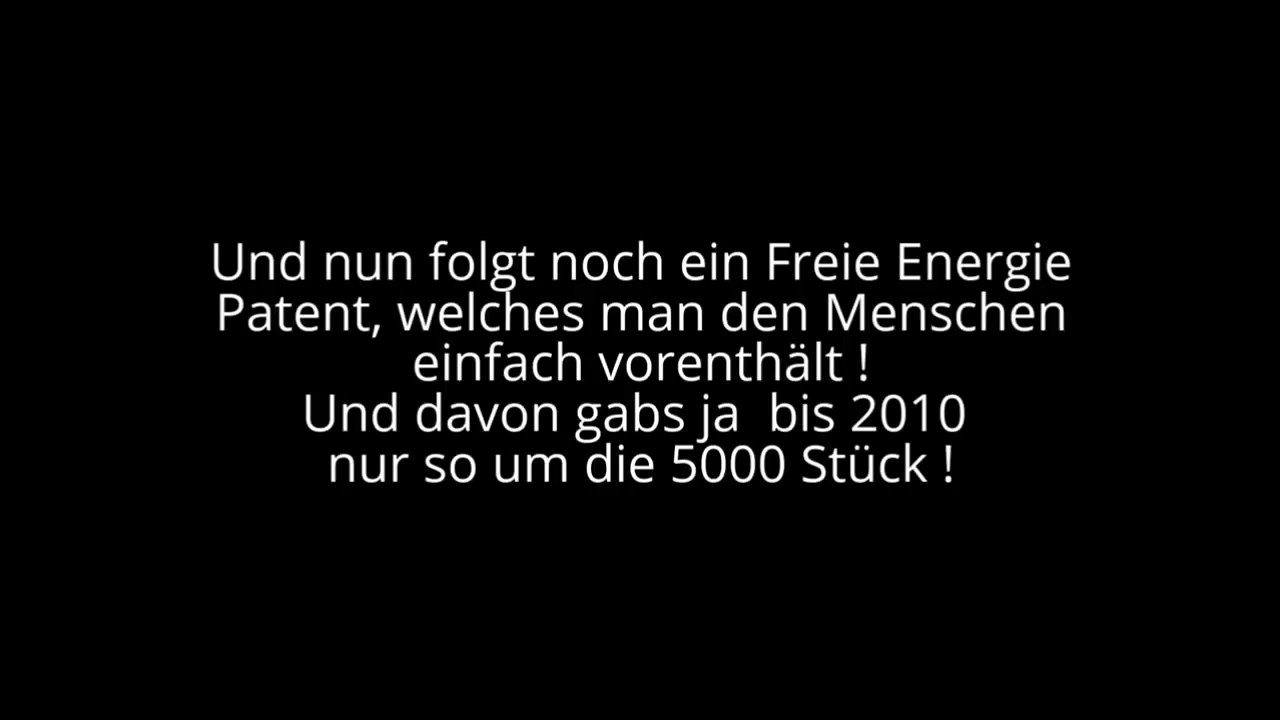 Und nun folgt noch ein Freie Energie
Patent, welches man den Menschen
einfach vorenthält !
Und davon gabs ja  bis 2010
nur so um die 5000 Stück !